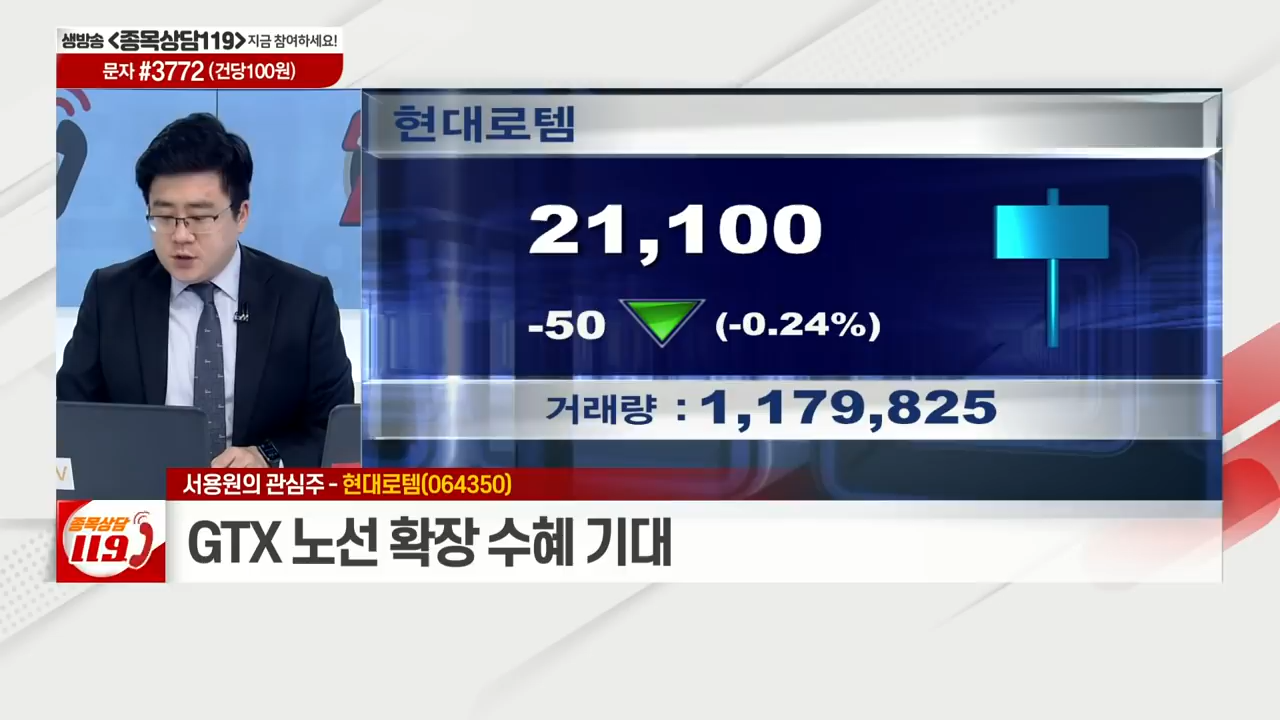 생방송 <종목상담119> 지금 참여하세요!
문자 #3772 (건당100원)
현대로템
21,100
-50 (-0.24%)
거래량 : 1,179,825
서용원의 관심주 - 현대로템(064350)
종목상담
119
GTX 노선 확장 수혜 기대